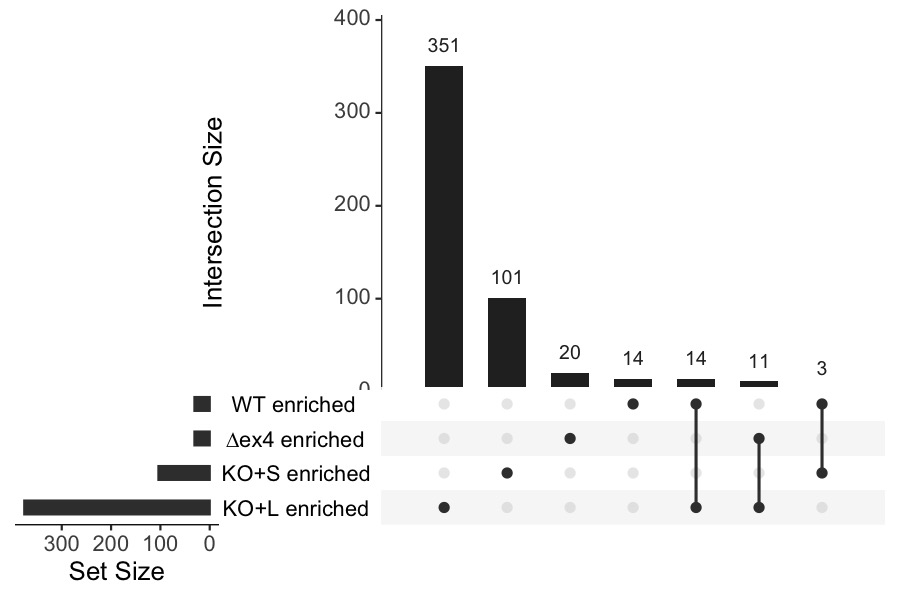 400
351
300
Intersection Size
200
101
100
20
14
14
11
3
0
WT enriched
Δex4 enriched
KO+S enriched
KO+L enriched
300 200 100 0
Set Size